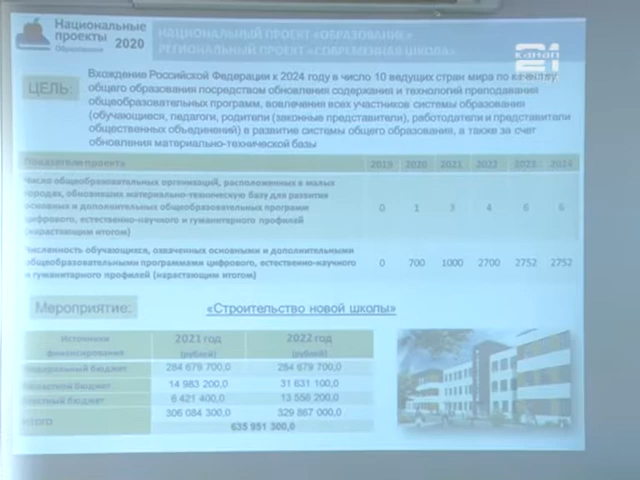 Национальные
проекты 2020
Образование
НАЦИОНАЛЬНЫЙ ПРОЕКТ «ОБРАЗОВАНИЕ»
РЕГИОНАЛЬНЫЙ ПРОЕКТ «СОВРЕМЕННАЯ ШКОЛА»
КАНАЛ
21
ЦЕЛЬ:
Вхождение Российской Федерации к 2024 году в число 10 ведущих стран мира по качеству
общего образования посредством обновления содержания и технологий преподавания
общеобразовательных программ, вовлечения всех участников системы образования
(обучающиеся, педагоги, родители (законные представители), работодатели и представители
общественных объединений) в развитие системы общего образования, а также за счет
обновления материально-технической базы
Показатели проекта 2019 2020 2021 2022 2023 2024
Число общеобразовательных организаций, расположенных в малых
городах, обновивших материально-техническую базу для развития
основных и дополнительных общеобразовательных программ
цифрового, естественно-научного и гуманитарного профилей
(нарастающим итогом) 0 1 3 4 6 6
Численность обучающихся, охваченных основными и дополнительными
общеобразовательными программами цифрового, естественно-научного
и гуманитарного профилей (нарастающим итогом) 0 700 1000 2700 2752 2752
Мероприятие: «Строительство новой школы»
Источники финансирования 2021 год (рублей) 2022 год (рублей)
Федеральный бюджет 284 679 700,0 284 679 700,0
Областной бюджет 14 983 200,0 31 631 100,0
Местный бюджет 6 421 400,0 13 556 200,0
ИТОГО 306 084 300,0 329 867 000,0
635 951 300,0